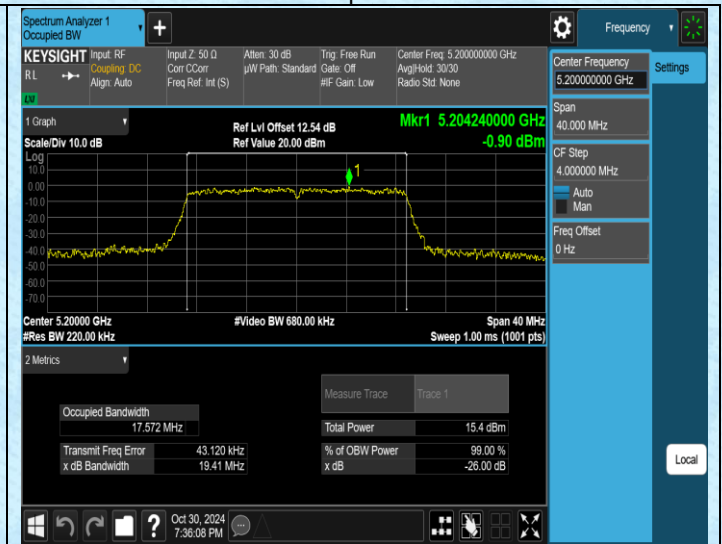 Spectrum Analyzer 1
Occupied BW
+
Frequency
KEYSIGHT
RL
LM
Input: RF
Coupling: DC
Align: Auto
Input Z: 50 Ω
Corr CCorr
Freq Ref: Int (S)
Atten: 30 dB
µW Path: Standard
Trig: Free Run
Gate: Off
#IF Gain: Low
Center Freq: 5.200000000 GHz
Avg|Hold: 30/30
Radio Std: None
Center Frequency
5.200000000 GHz
Settings
Span
40.000 MHz
CF Step
4.000000 MHz
Auto
Man
Freq Offset
0 Hz
1 Graph
Scale/Div 10.0 dB
Ref Lvl Offset 12.54 dB
Ref Value 20.00 dBm
Mkr1 5.204240000 GHz
-0.90 dBm
Log
10.0
0.00
-10.0
-20.0
-30.0
-40.0
-50.0
-60.0
-70.0
1
Center 5.20000 GHz
#Video BW 680.00 kHz
Span 40 MHz
#Res BW 220.00 kHz
Sweep 1.00 ms (1001 pts)
2 Metrics
Measure Trace
Trace 1
Occupied Bandwidth
17.572 MHz
Total Power
15.4 dBm
Transmit Freq Error
43.120 kHz
% of OBW Power
99.00 %
x dB Bandwidth
19.41 MHz
x dB
-26.00 dB
Local
?
Oct 30, 2024
7:36:08 PM